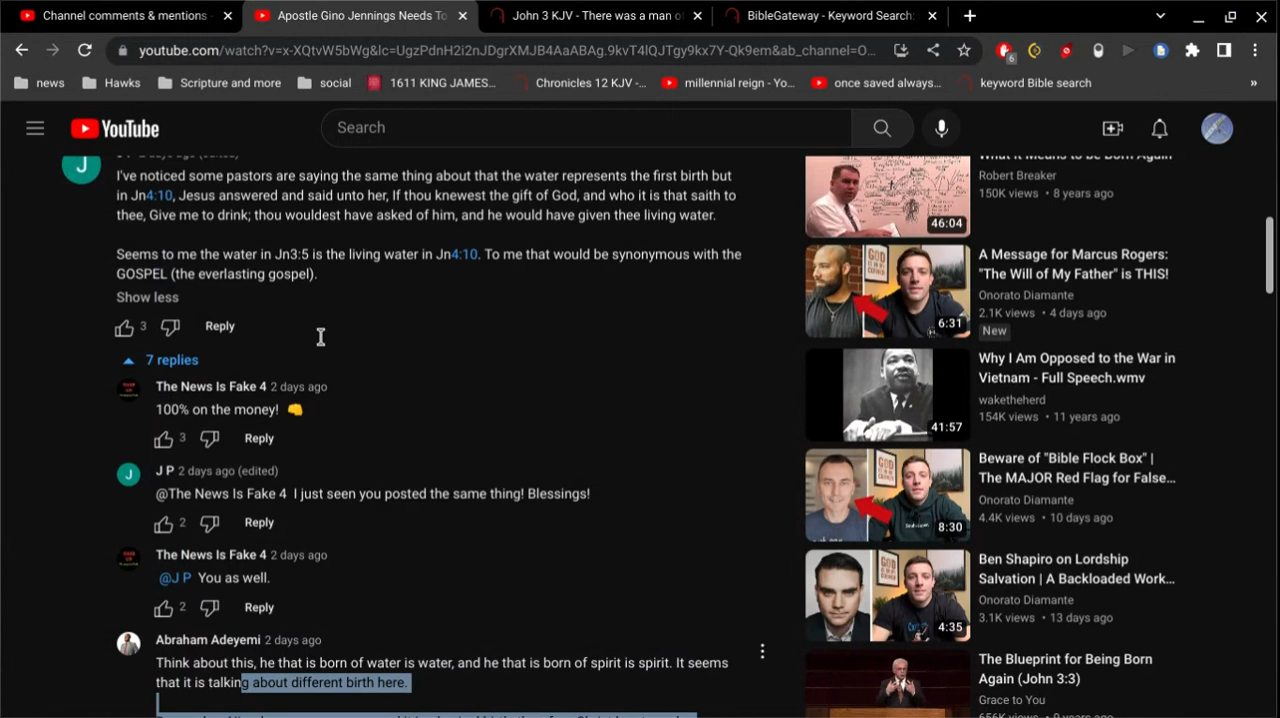 Channel comments & mentions -
Apostle Gino Jennings Needs To
John 3 KJV - There was a man of
BibleGateway - Keyword Search:
youtube.com/watch?v=x-XQtvW5bWg&lc=UgzPdnH2i2nJDgrXMJB4AaABAg.9kvT4lQJTgy9kx7Y-Qk9em&ab_channel=O...
6
news
Hawks
Scripture and more
social
1611 KING JAMES...
Chronicles 12 KJV -...
millennial reign - Yo...
once saved always...
keyword Bible search
»
YouTube
Search
J
I've noticed some pastors are saying the same thing about that the water represents the first birth but
in Jn4:10, Jesus answered and said unto her, If thou knewest the gift of God, and who it is that saith to
thee, Give me to drink; thou wouldest have asked of him, and he would have given thee living water.
Seems to me the water in Jn3:5 is the living water in Jn4:10. To me that would be synonymous with the
GOSPEL (the everlasting gospel).
Show less
3
Reply
7 replies
The News Is Fake 4 2 days ago
100% on the money!
3
Reply
J
J P 2 days ago (edited)
@The News Is Fake 4 I just seen you posted the same thing! Blessings!
2
Reply
The News Is Fake 4 2 days ago
@J P You as well.
2
Reply
Abraham Adeyemi 2 days ago
Think about this, he that is born of water is water, and he that is born of spirit is spirit. It seems
that it is talking about different birth here.
What it Means to be Born Again
Robert Breaker
150K views • 8 years ago
46:04
A Message for Marcus Rogers:
"The Will of My Father" is THIS!
Onorato Diamante
2.1K views • 4 days ago
New
6:31
Why I Am Opposed to the War in
Vietnam - Full Speech.wmv
waketheherd
154K views • 11 years ago
41:57
Beware of "Bible Flock Box" |
The MAJOR Red Flag for False...
Onorato Diamante
4.4K views • 10 days ago
8:30
Ben Shapiro on Lordship
Salvation | A Backloaded Work...
Onorato Diamante
3.1K views • 13 days ago
4:35
The Blueprint for Being Born
Again (John 3:3)
Grace to You